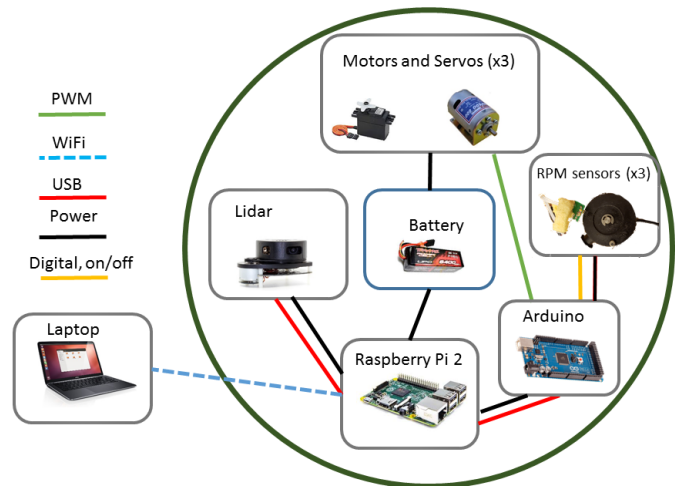 Motors and Servos (x3)
PWM
WiFi
USB
Power
Digital, on/off
RPM sensors (x3)
Lidar
Battery
Laptop
Raspberry Pi 2
Arduino